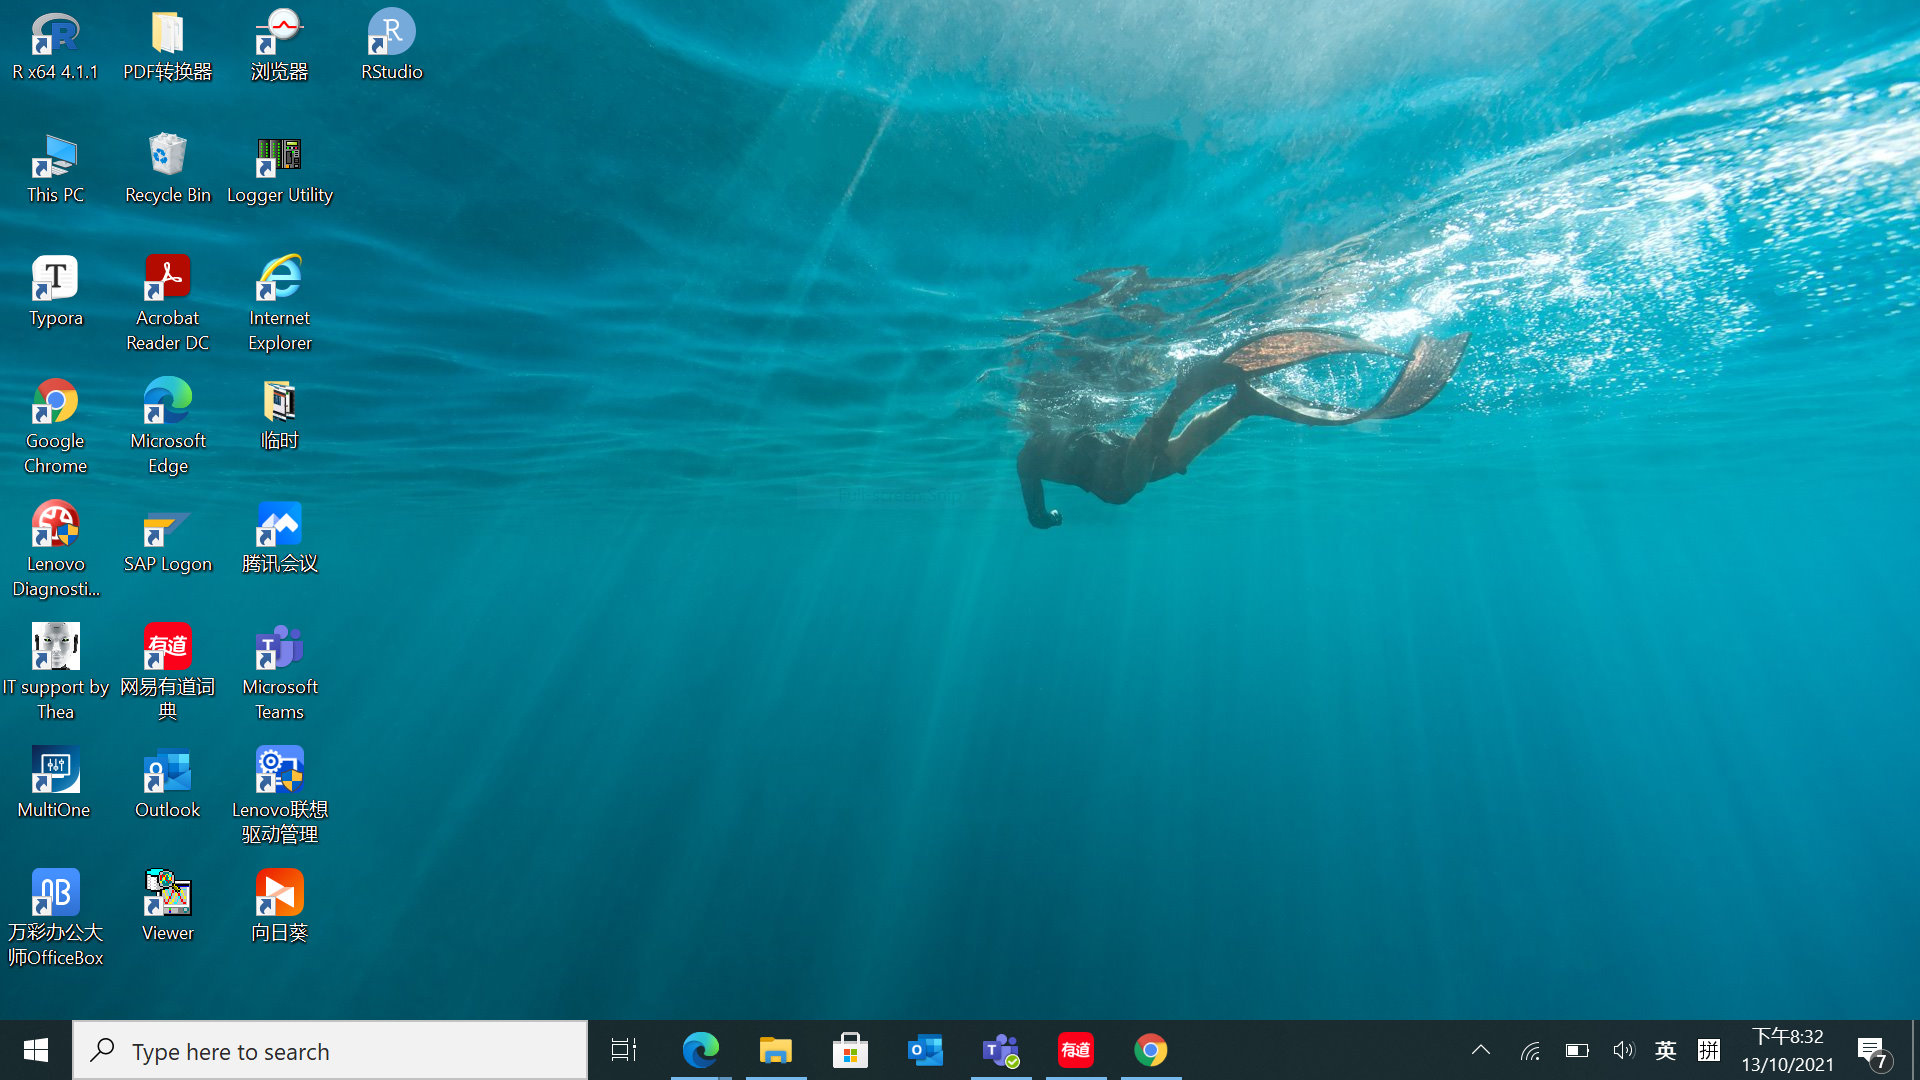 R x64 4.1.1
PDF转换器
浏览器
R
RStudio
This PC
Recycle Bin
Logger Utility
T
Typora
Acrobat
Reader DC
Internet
Explorer
Google
Chrome
Microsoft
Edge
临时
Lenovo
Diagnosti...
SAP Logon
腾讯会议
IT support by
Thea
有道
网易有道词
典
T
Microsoft
Teams
MultiOne
O
Outlook
Lenovo联想
驱动管理
万彩办公大
师OfficeBox
Viewer
向日葵
Type here to search
O
T
有道
英
拼
下午8:32
13/10/2021
7